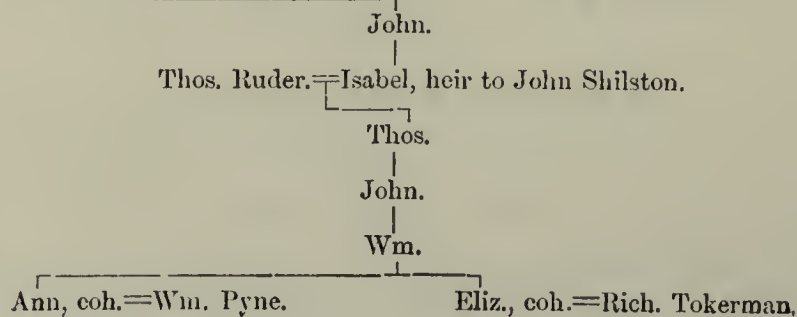 John.
Thos. Ruder.=Isabel, heir to John Shilston.
Thos.
John.
Wm.
Ann, coh.=Wm. Pyne. Eliz., coh.=Rich. Tokerman,